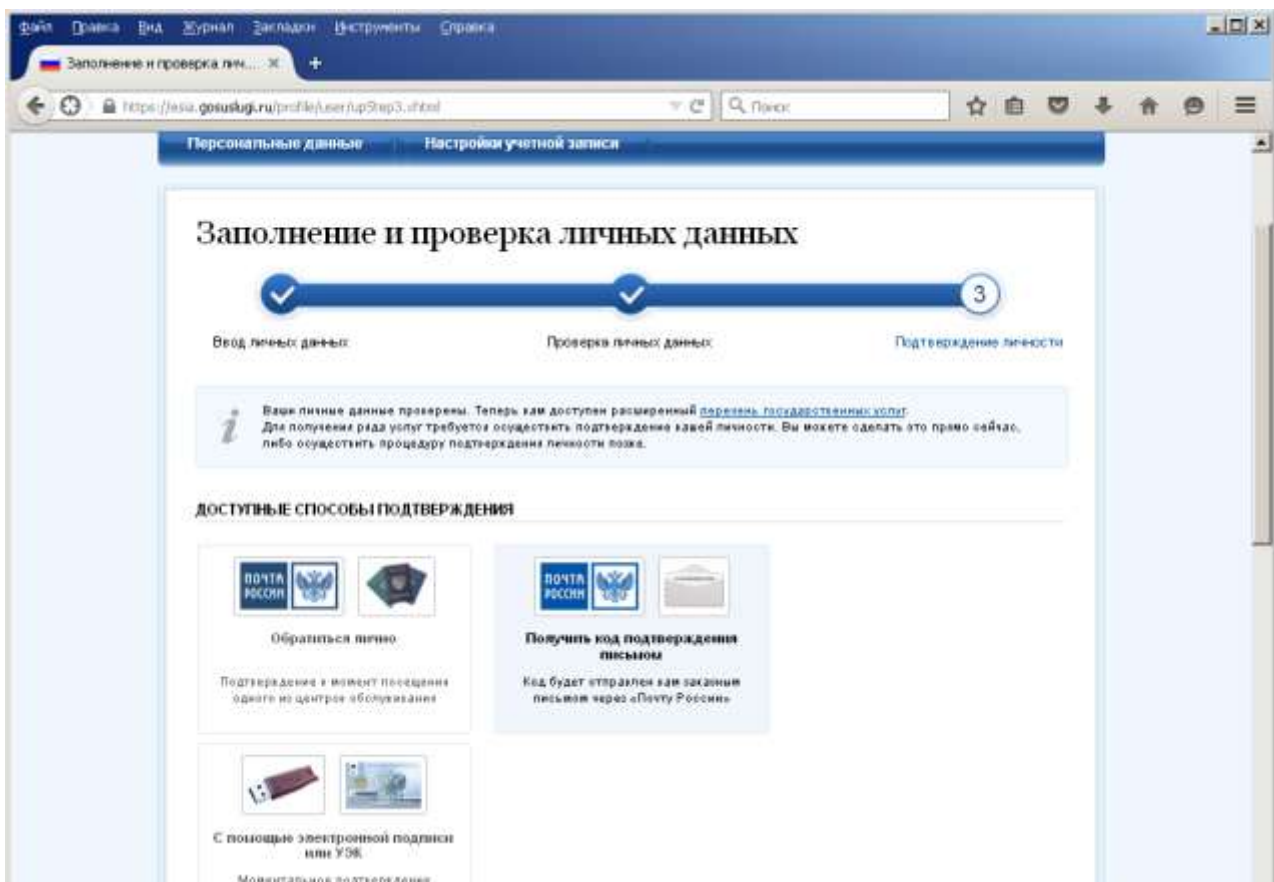 Файл Правка Вид Журнал Закладки Инструменты Справка
Заполнение и проверка личн...
https://esia.gosuslugi.ru/profile/user/upStep3.xhtml
Поиск
Персональные данные Настройки учетной записи
Заполнение и проверка личных данных
3
Ввод личных данных Проверка личных данных Подтверждение личности
Ваши личные данные проверены. Теперь вам доступен расширенный перечень государственных услуг.
Для получения ряда услуг требуется осуществить подтверждение вашей личности. Вы можете сделать это прямо сейчас,
либо осуществить процедуру подтверждения личности позже.
ДОСТУПНЫЕ СПОСОБЫ ПОДТВЕРЖДЕНИЯ
ПОЧТА
РОССИИ
Обратиться лично
Подтверждение в момент посещения
одного из центров обслуживания
ПОЧТА
РОССИИ
Получить код подтверждения
письмом
Код будет отправлен вам заказным
письмом через «Почту России»
С помощью электронной подписи
или УЭК
Моментальное подтверждение